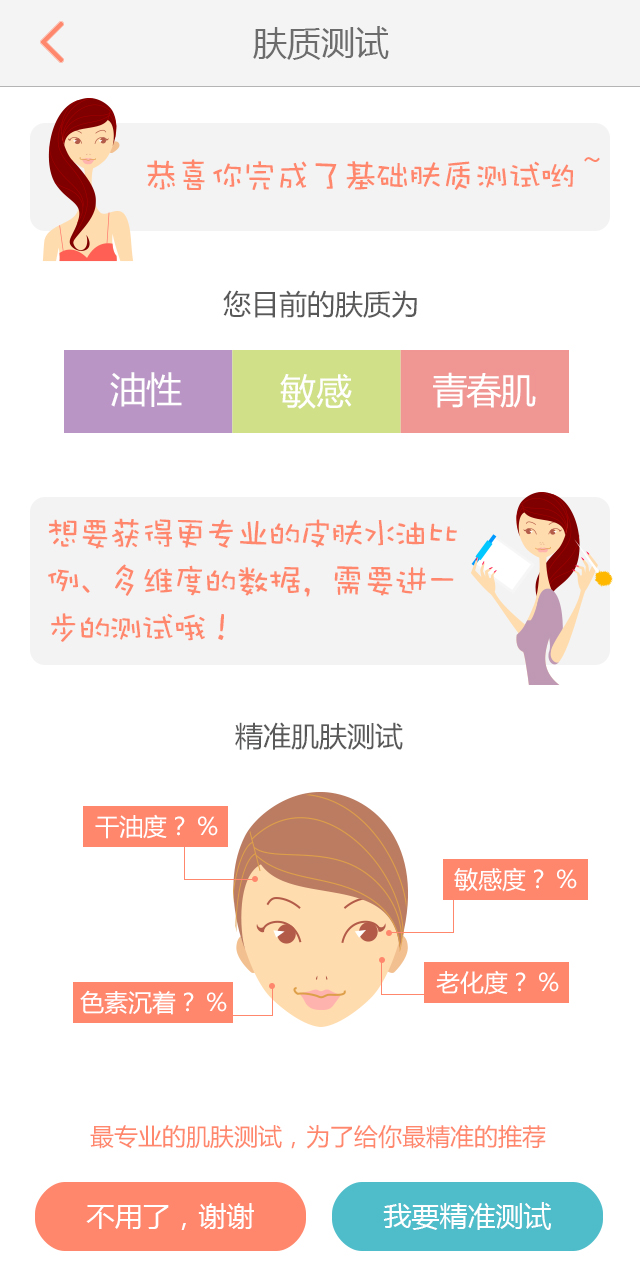 肤质测试
恭喜你完成了基础肤质测试哟~
您目前的肤质为
油性
敏感
青春肌
想要获得更专业的皮肤水油比
例、多维度的数据，需要进一
步的测试哦！
精准肌肤测试
干油度？%
敏感度？%
老化度？%
色素沉着？%
最专业的肌肤测试，为了给你最精准的推荐
不用了，谢谢
我要精准测试